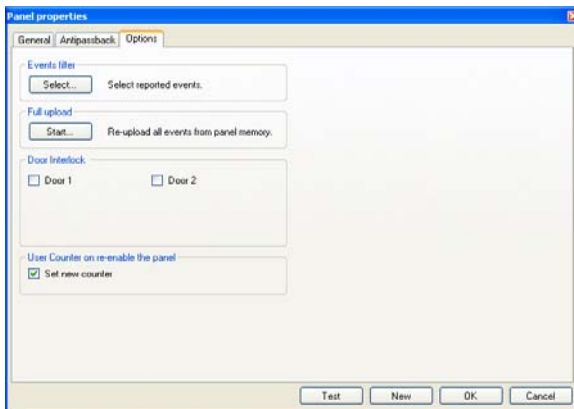 Panel properties
General Antipassback Options
Events filter
Select... Select reported events.
Full upload
Start... Re-upload all events from panel memory.
Door Interlock
Door 1 Door 2
User Counter on re-enable the panel
Set new counter
Test New OK Cancel